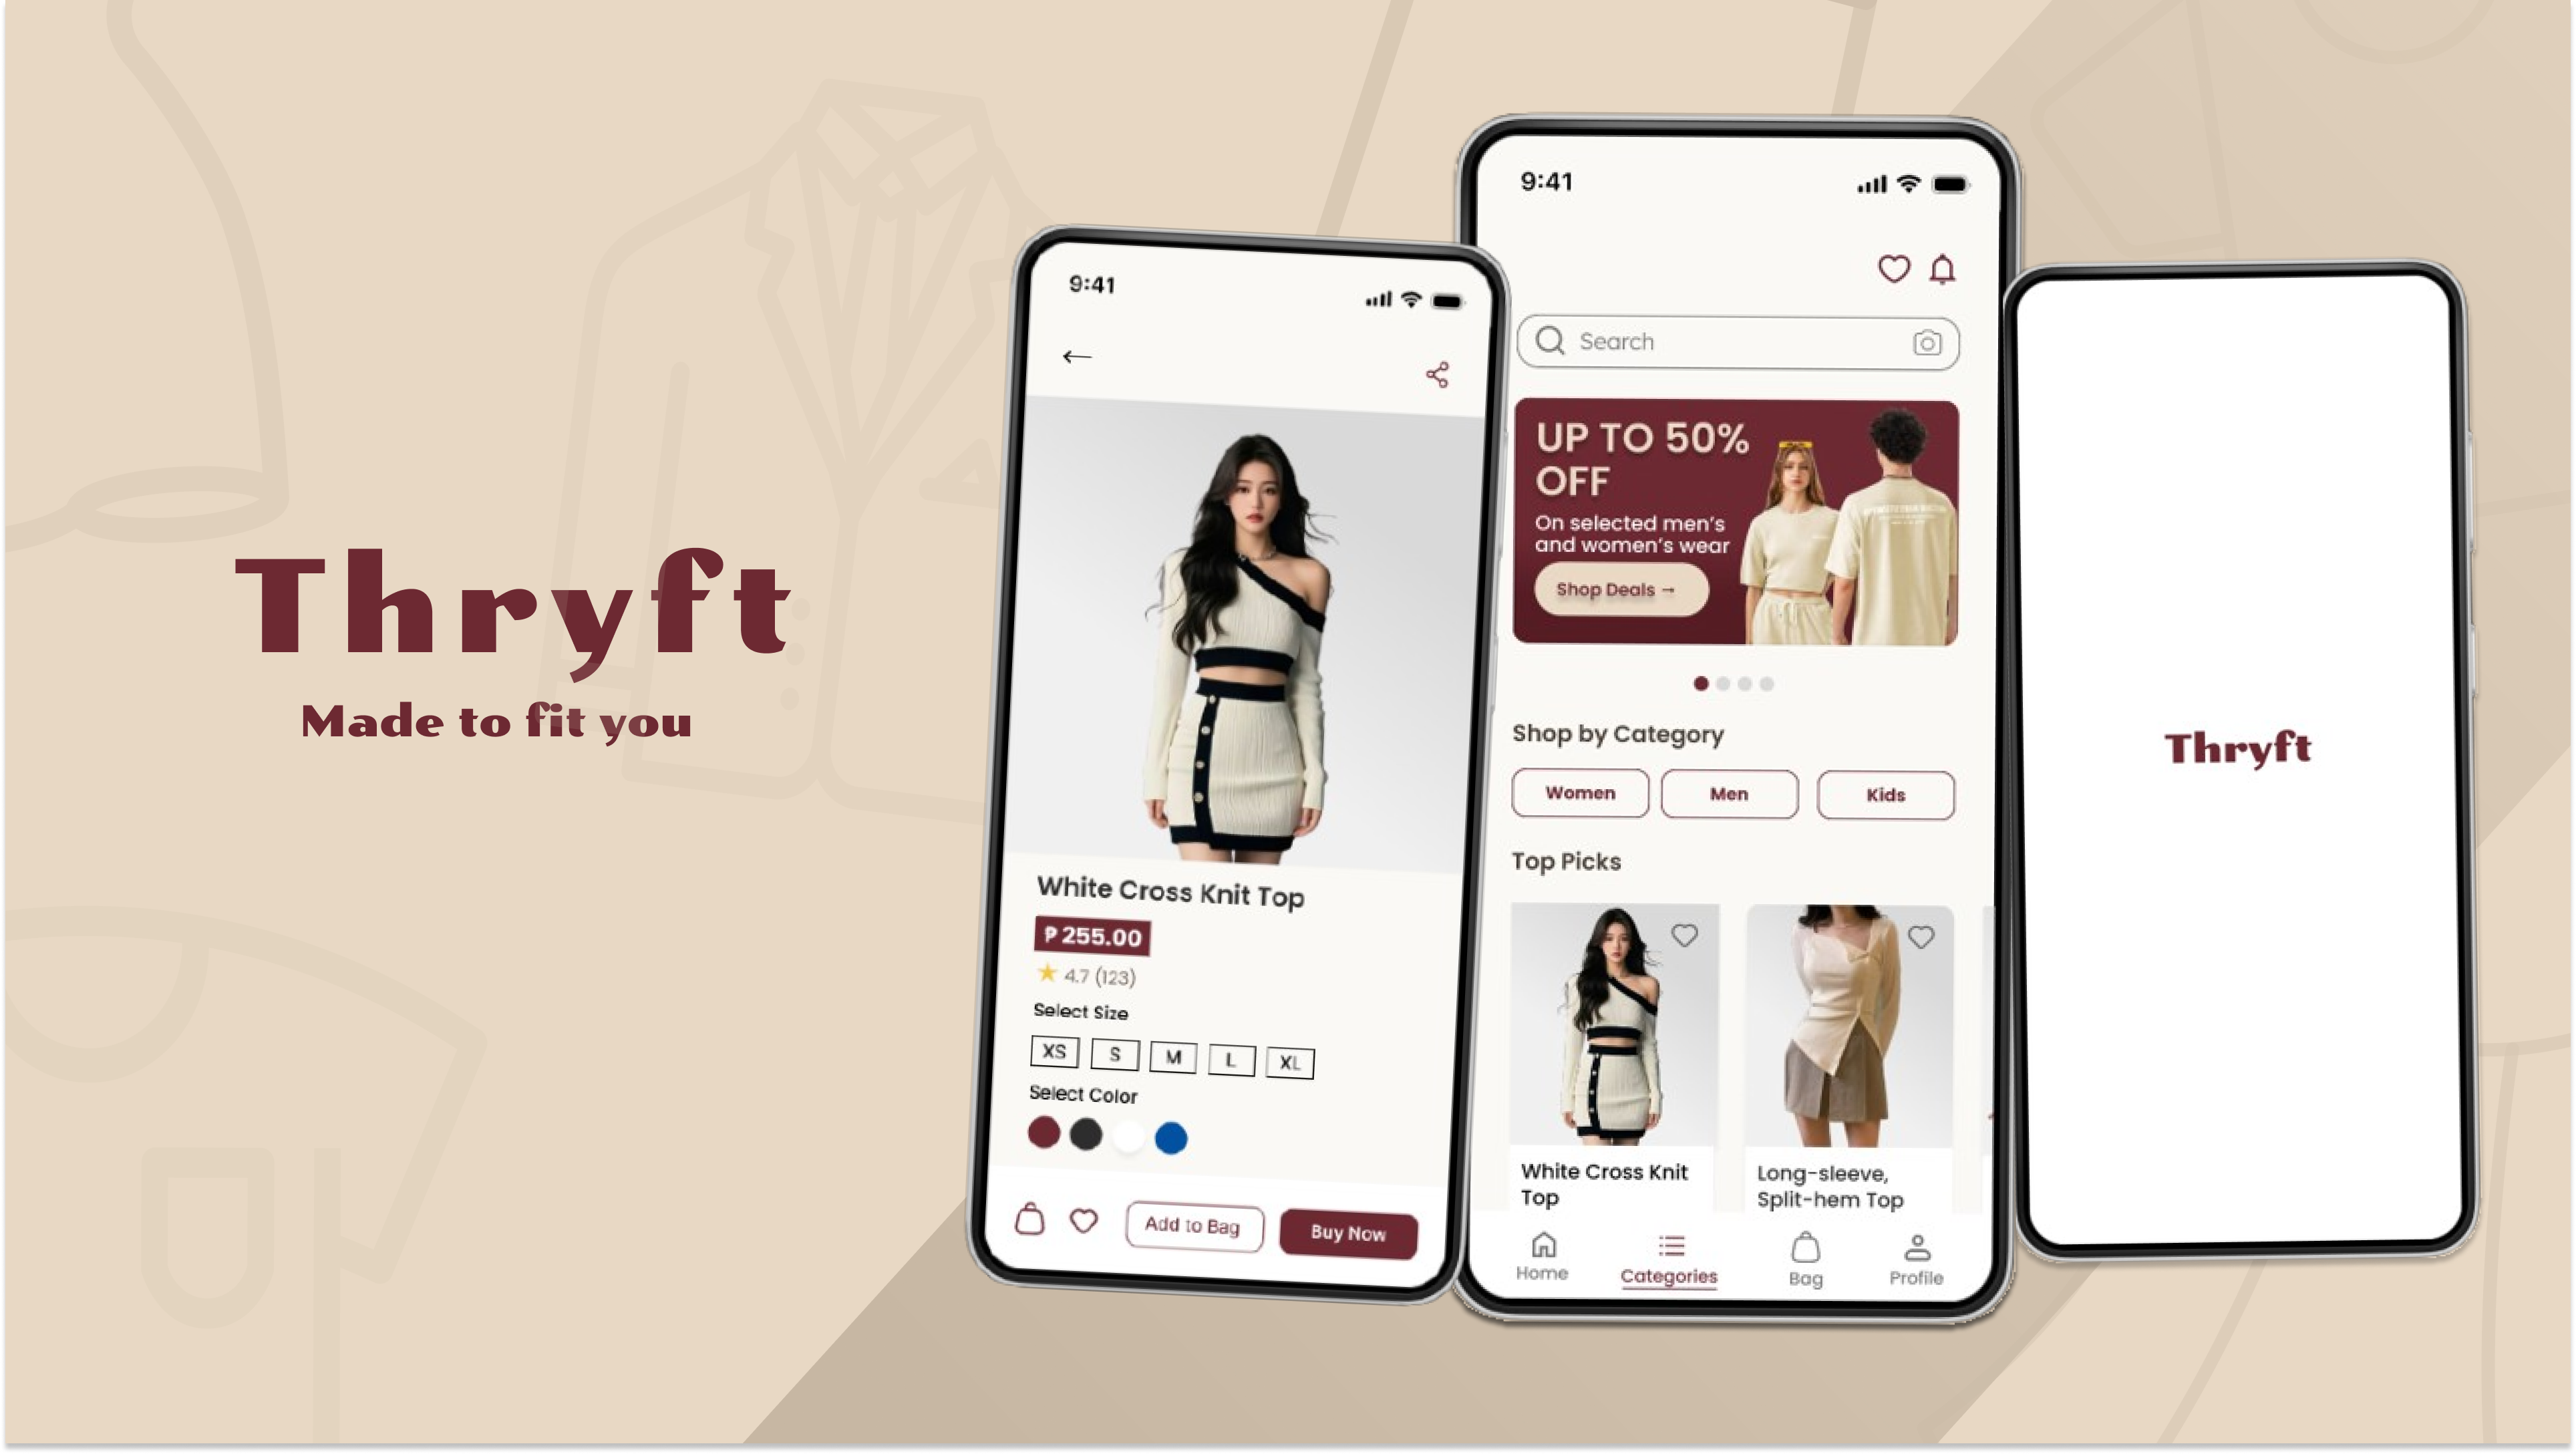 Thryft
Made to fit you
9:41
←
White Cross Knit Top
₱ 255.00
★ 4.7 (123)
Select Size
XS S M L XL
Select Color
Add to Bag Buy Now
9:41
Search
UP TO 50%
OFF
On selected men's
and women's wear
Shop Deals →
Shop by Category
Women Men Kids
Top Picks
White Cross Knit
Top
Long-sleeve,
Split-hem Top
Home Categories Bag Profile
Thryft